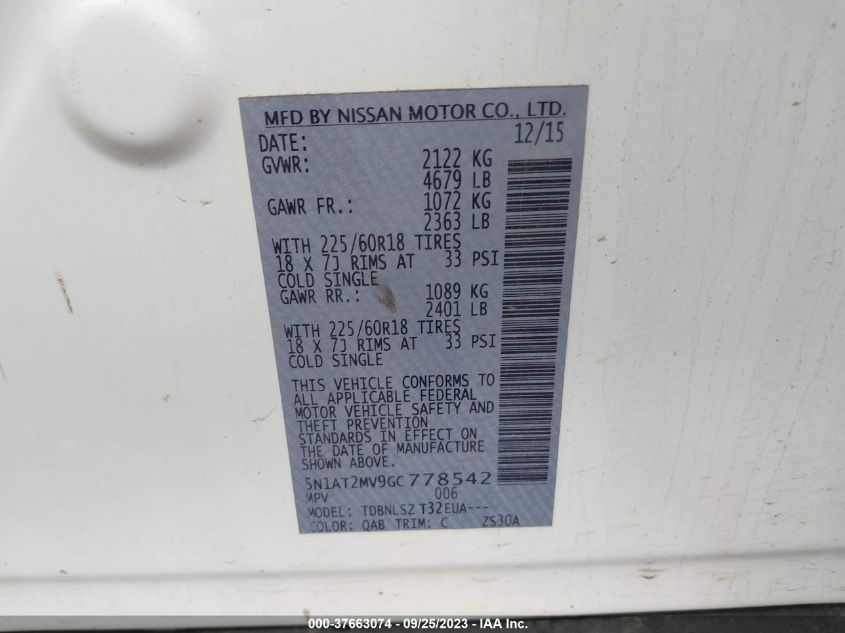 MFD BY NISSAN MOTOR CO., LTD.
DATE: 12/15
GVWR: 2122 KG
4679 LB
GAWR FR.: 1072 KG
2363 LB
WITH 225/60R18 TIRES
18 X 7J RIMS AT 33 PSI
COLD SINGLE
GAWR RR.: 1089 KG
2401 LB
WITH 225/60R18 TIRES
18 X 7J RIMS AT 33 PSI
COLD SINGLE
THIS VEHICLE CONFORMS TO
ALL APPLICABLE FEDERAL
MOTOR VEHICLE SAFETY AND
THEFT PREVENTION
STANDARDS IN EFFECT ON
THE DATE OF MANUFACTURE
SHOWN ABOVE.
5N1AT2MV9GC778542
MPV 006
MODEL: TDBNLSZ T32EUA---
COLOR: QAB TRIM: C ZS30A
000-37663074 - 09/25/2023 - IAA Inc.